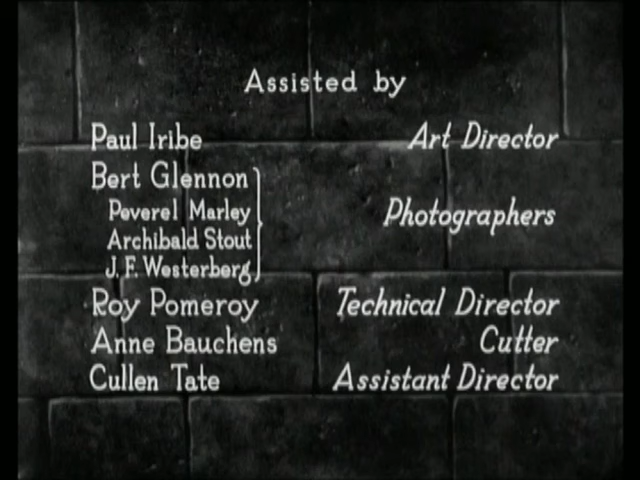 Assisted by
Paul Iribe Art Director
Bert Glennon
Peverel Marley
Archibald Stout
J. F. Westerberg
Photographers
Roy Pomeroy Technical Director
Anne Bauchens Cutter
Cullen Tate Assistant Director